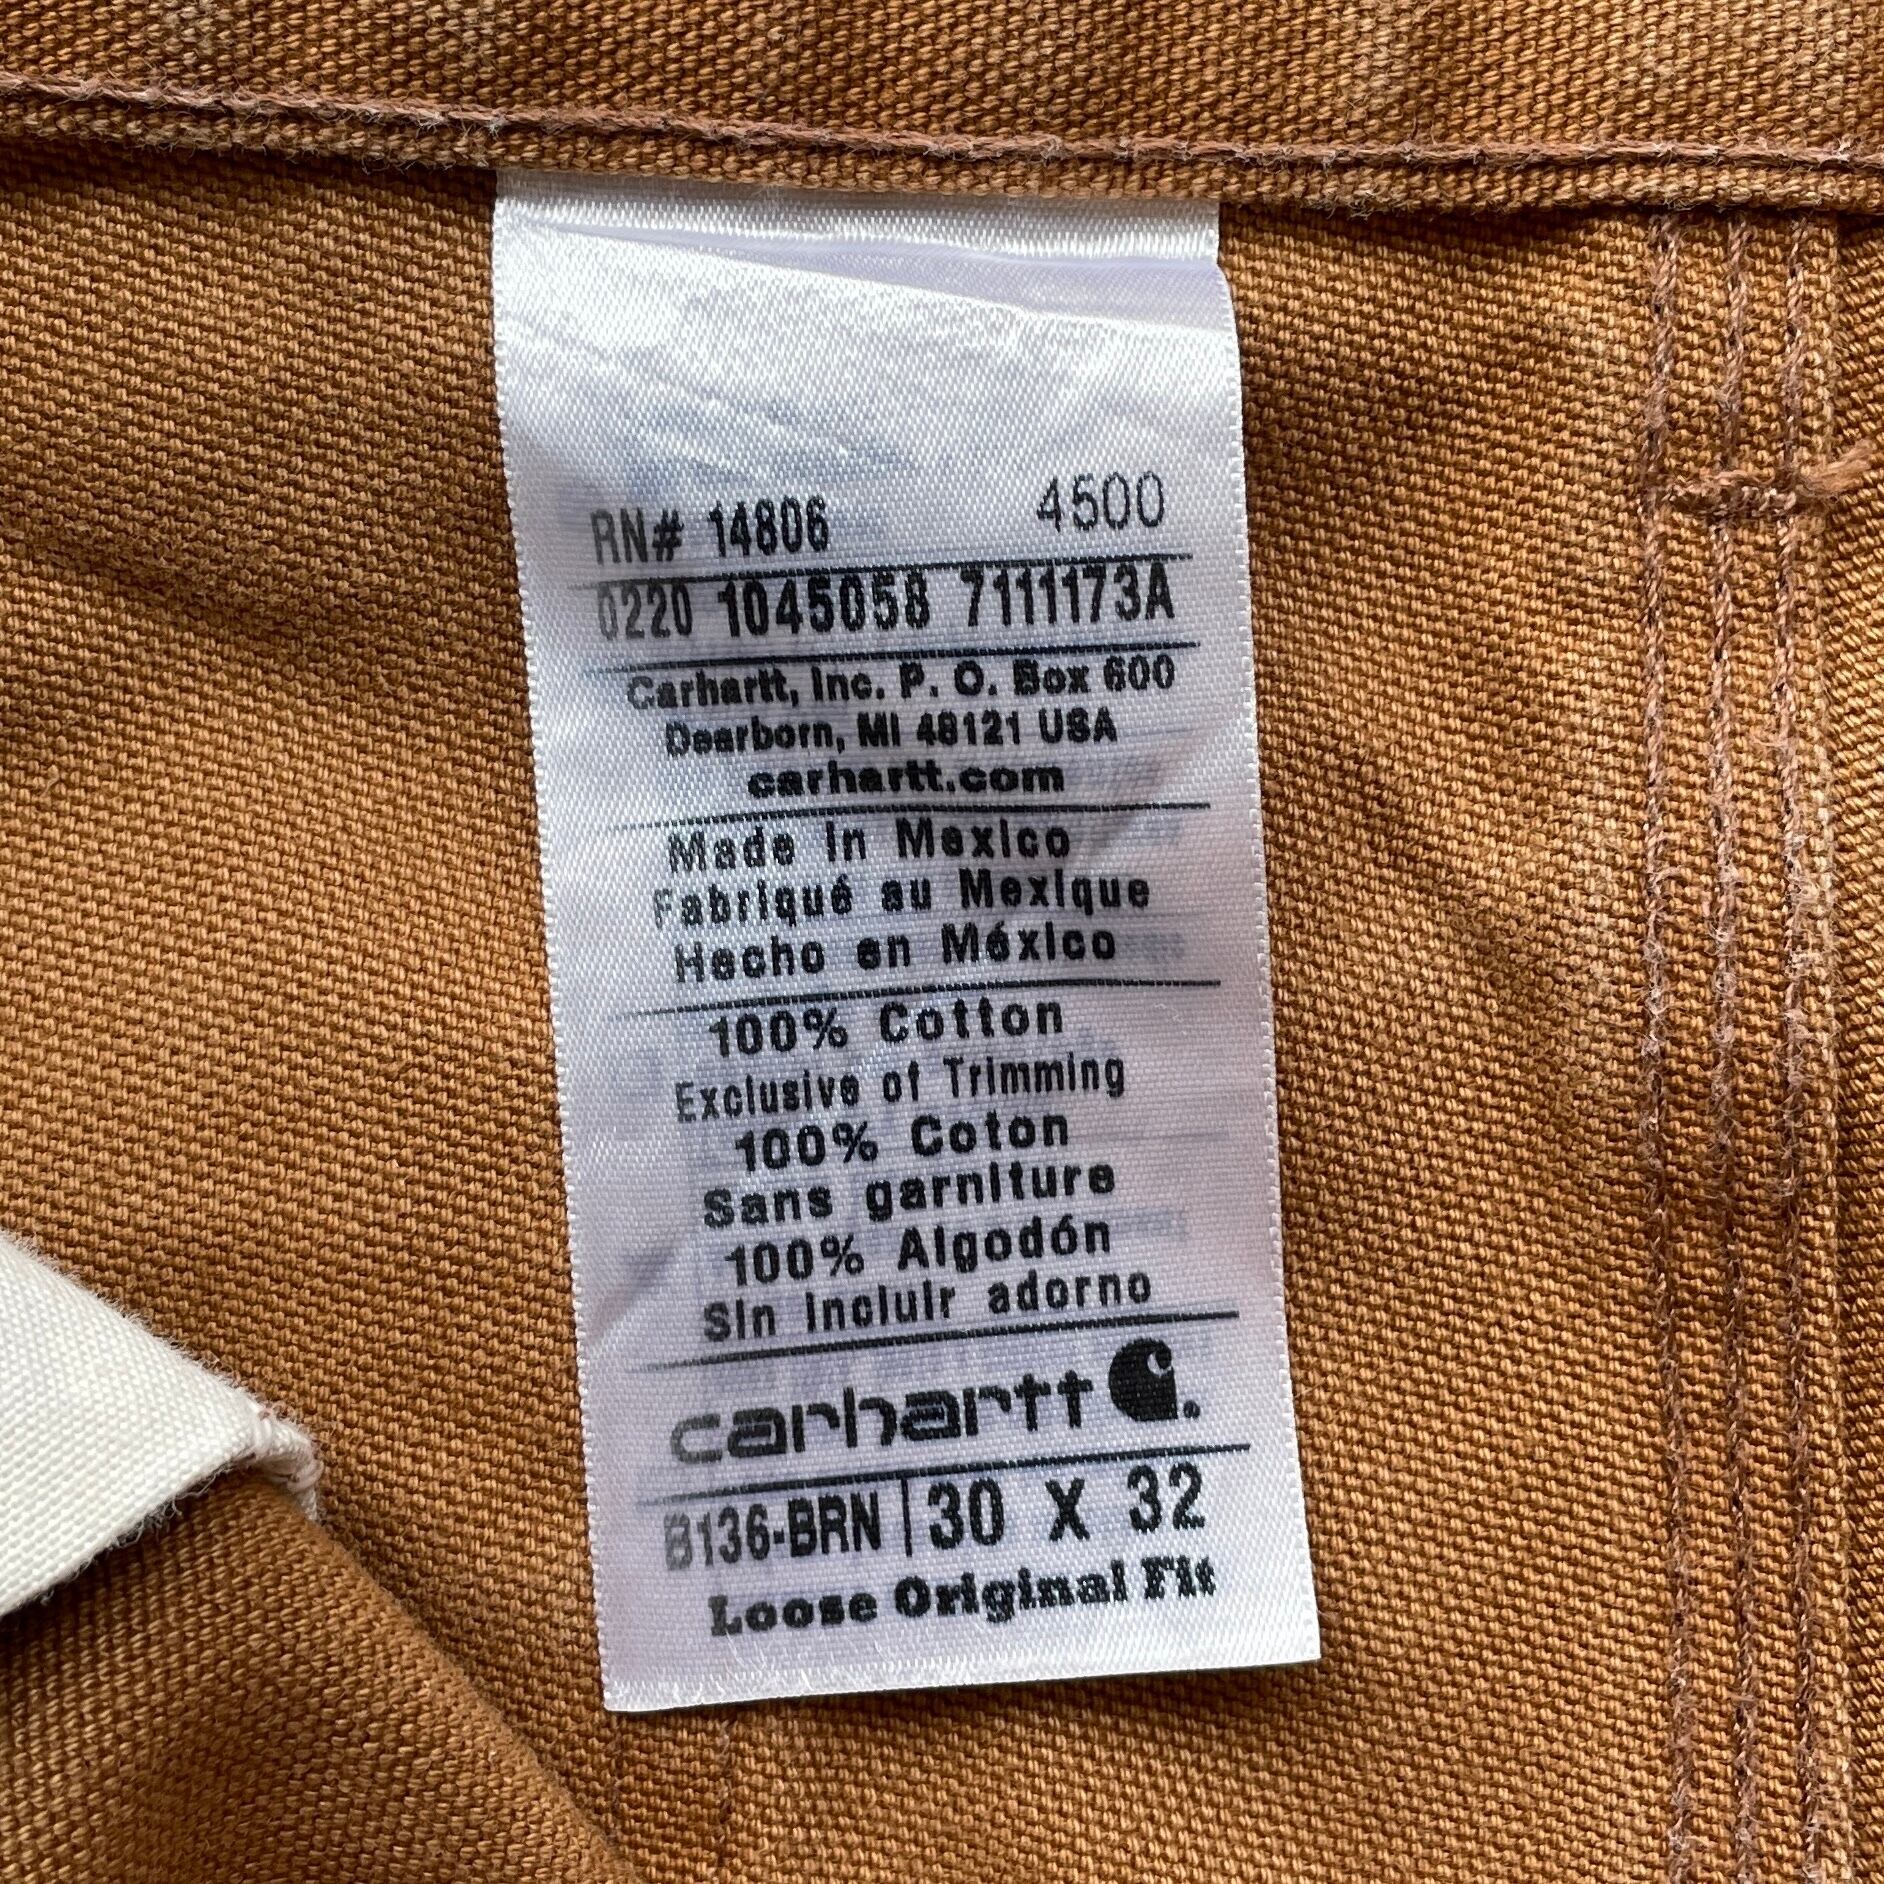 RN# 14806 4500
0220 1045058 7111173A
Carhartt, Inc. P. O. Box 600
Dearborn, MI 48121 USA
carhartt.com
Made in Mexico
Fabriqué au Mexique
Hecho en México
100% Cotton
Exclusive of Trimming
100% Coton
Sans garniture
100% Algodón
Sin incluir adorno
carhartt
B136-BRN 30 X 32
Loose Original Fit